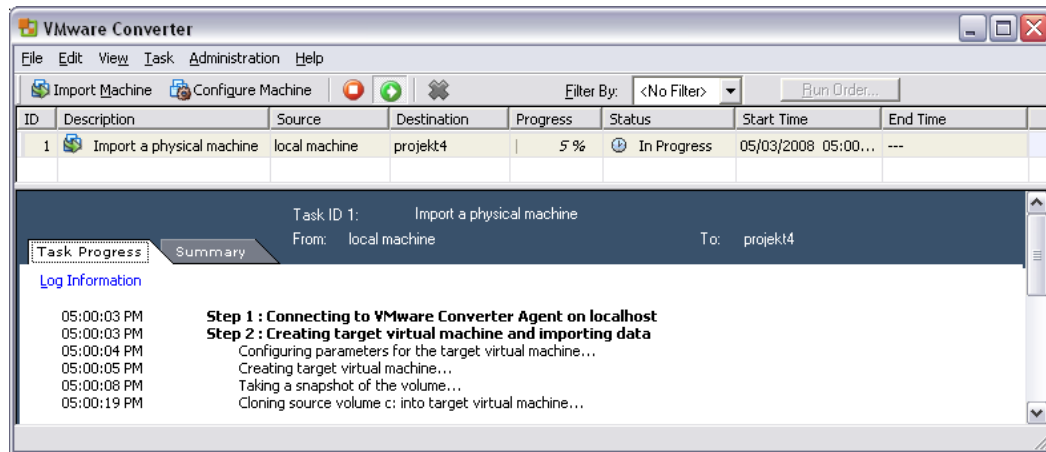 VMware Converter
File Edit View Task Administration Help
Import Machine Configure Machine Filter By: <No Filter> Run Order...
ID Description Source Destination Progress Status Start Time End Time
1 Import a physical machine local machine projekt4 5 % In Progress 05/03/2008 05:00... ---
Task ID 1: Import a physical machine
From: local machine To: projekt4
Task Progress Summary
Log Information
05:00:03 PM Step 1 : Connecting to VMware Converter Agent on localhost
05:00:03 PM Step 2 : Creating target virtual machine and importing data
05:00:04 PM Configuring parameters for the target virtual machine...
05:00:05 PM Creating target virtual machine...
05:00:08 PM Taking a snapshot of the volume...
05:00:19 PM Cloning source volume c: into target virtual machine...